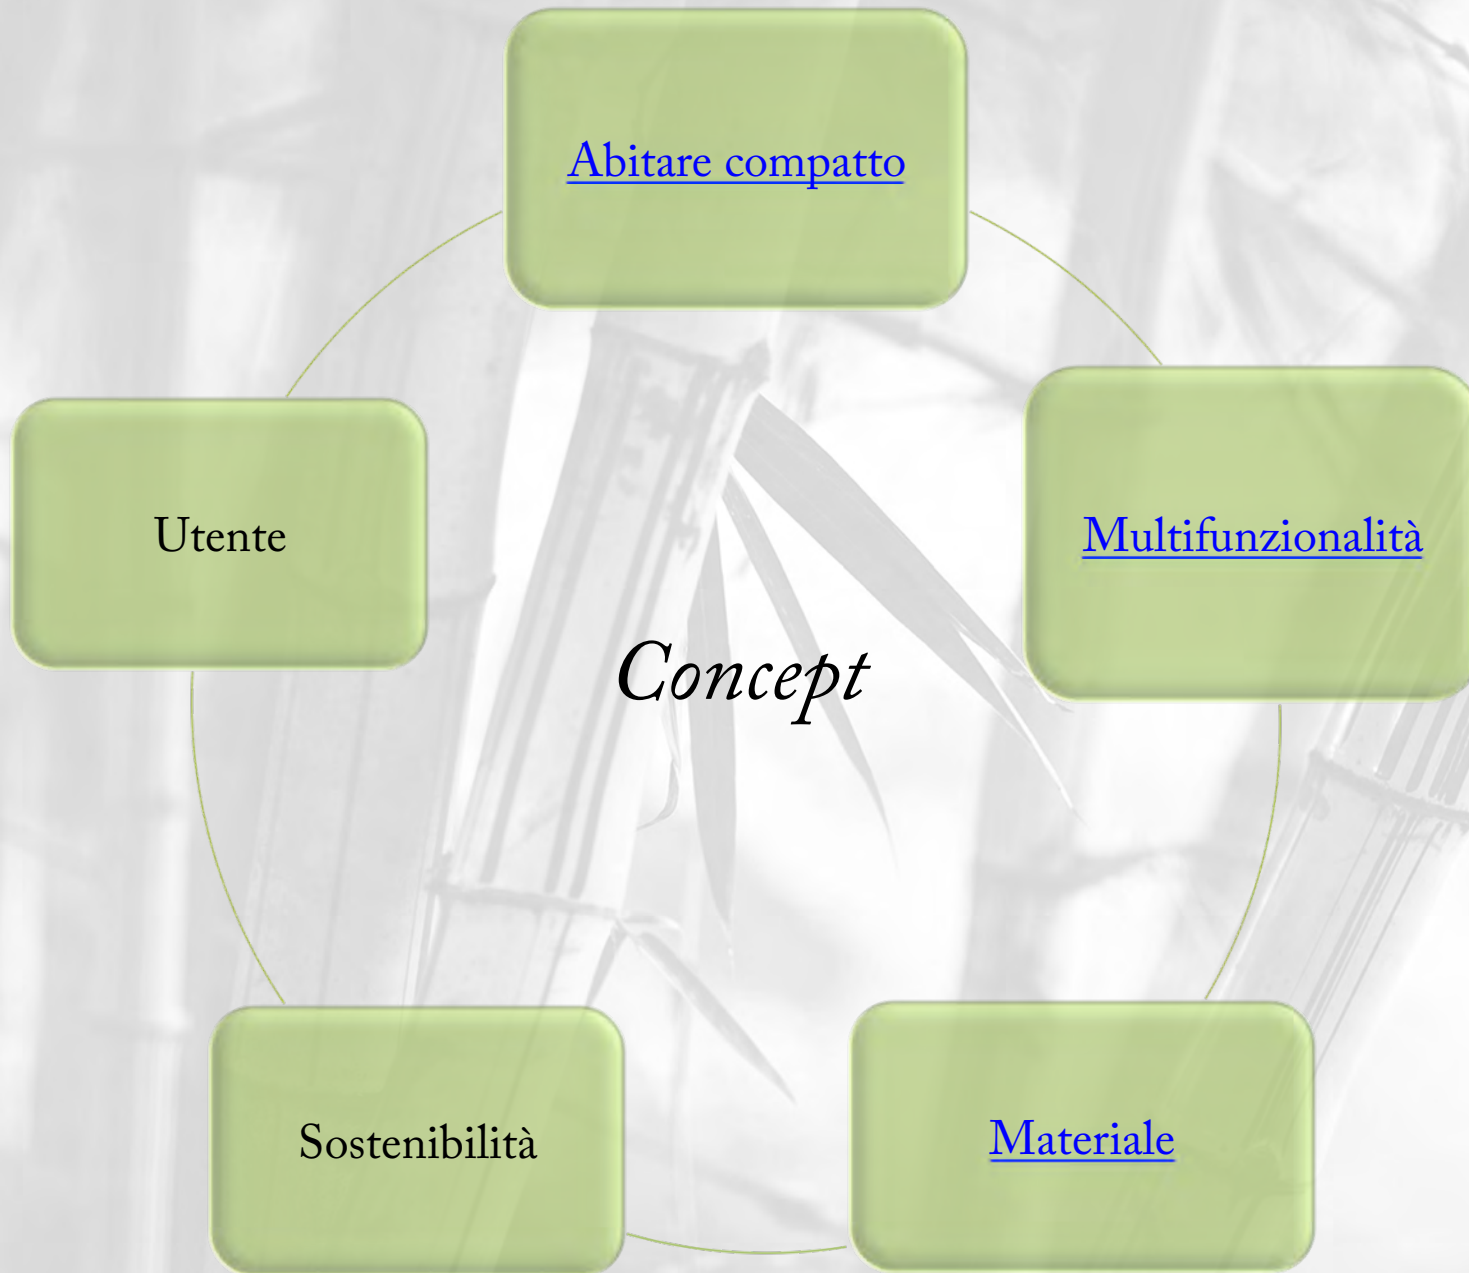 Abitare compatto
Utente
Multifunzionalità
Concept
Sostenibilità
Materiale